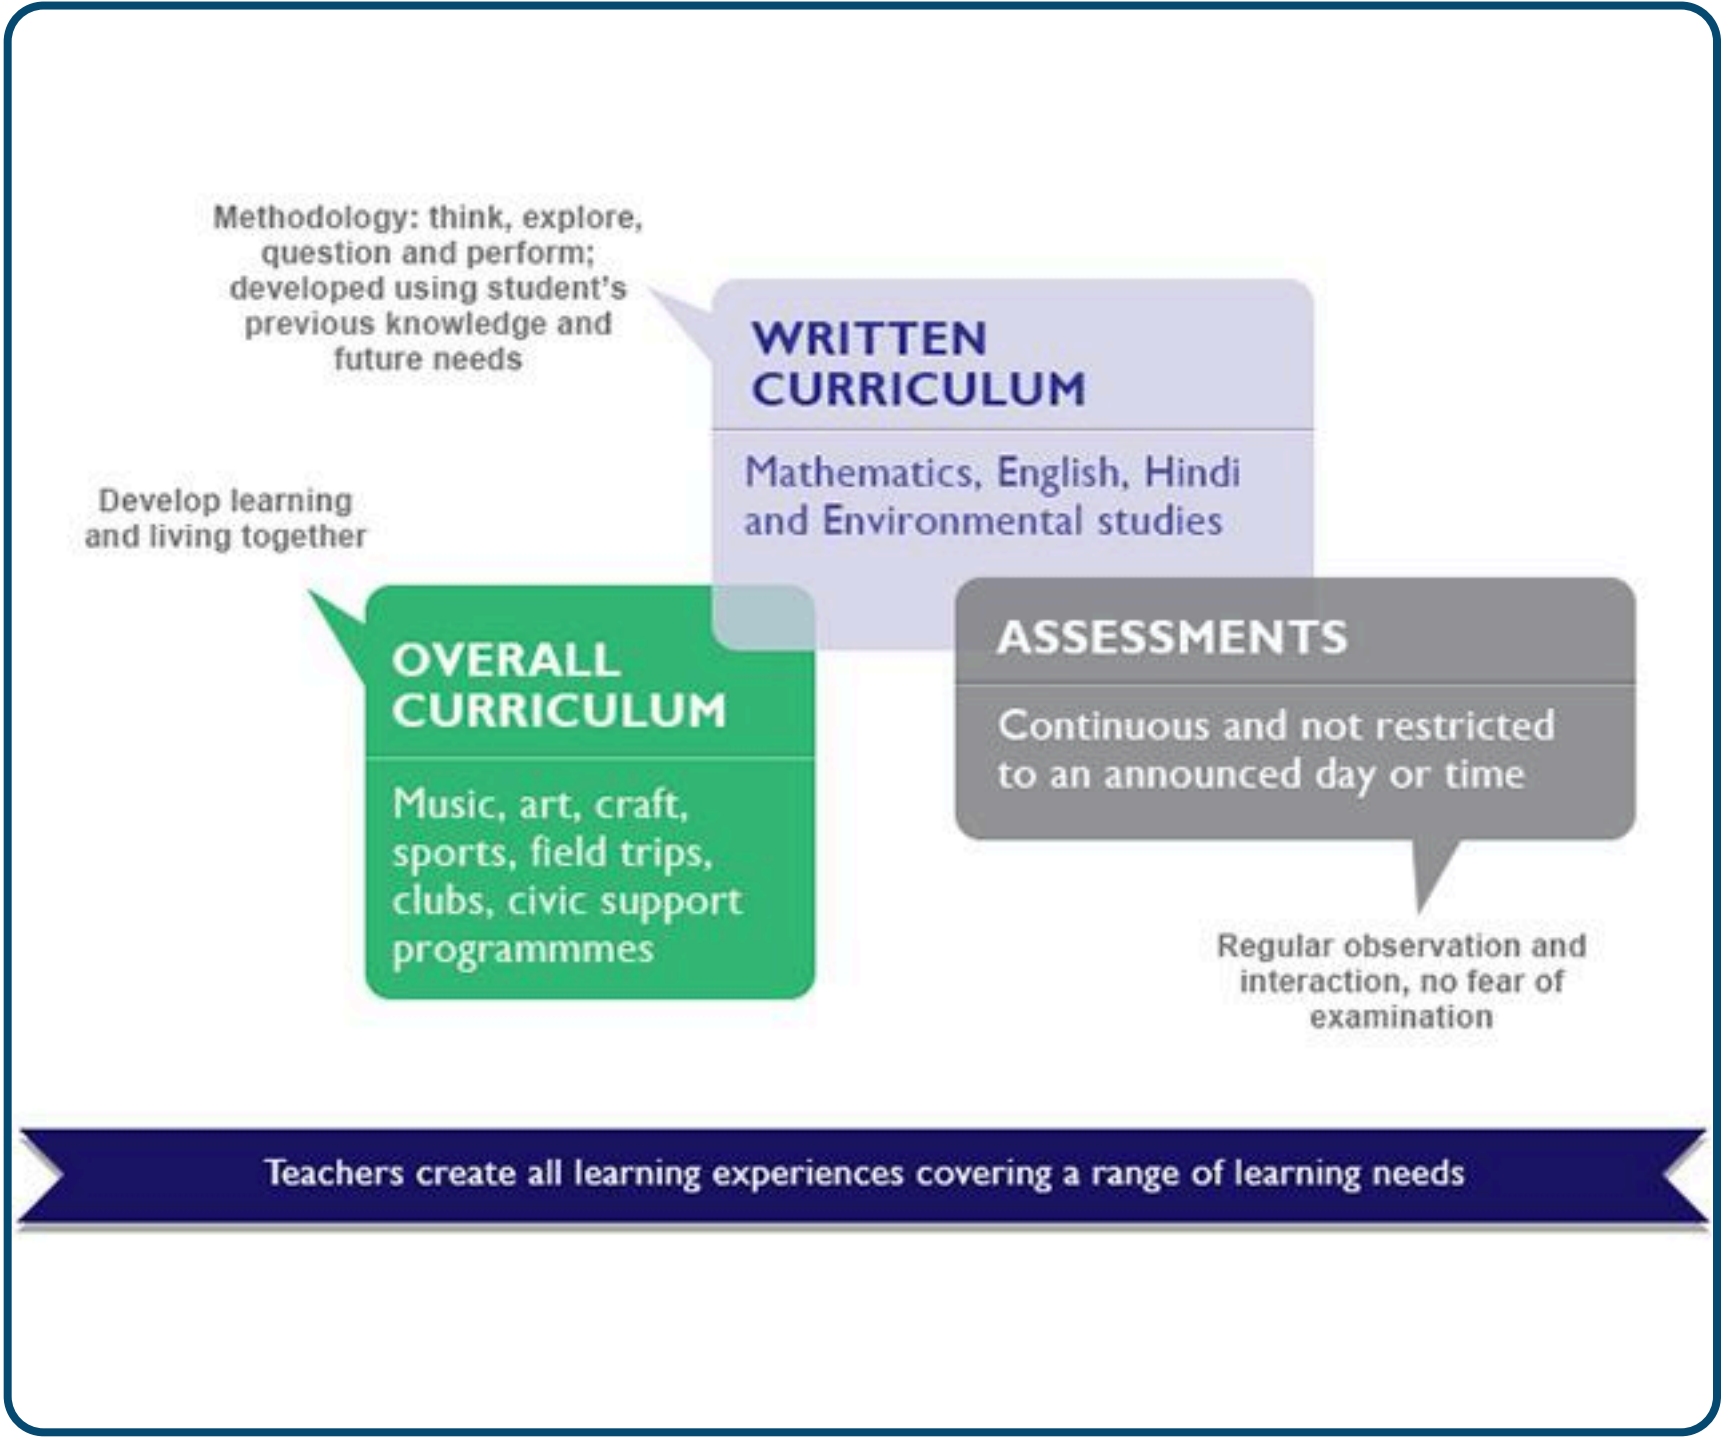 Methodology: think, explore,
question and perform;
developed using student's
previous knowledge and
future needs
WRITTEN
CURRICULUM
Mathematics, English, Hindi
and Environmental studies
Develop learning
and living together
OVERALL
CURRICULUM
Music, art, craft,
sports, field trips,
clubs, civic support
programmmes
ASSESSMENTS
Continuous and not restricted
to an announced day or time
Regular observation and
interaction, no fear of
examination
Teachers create all learning experiences covering a range of learning needs